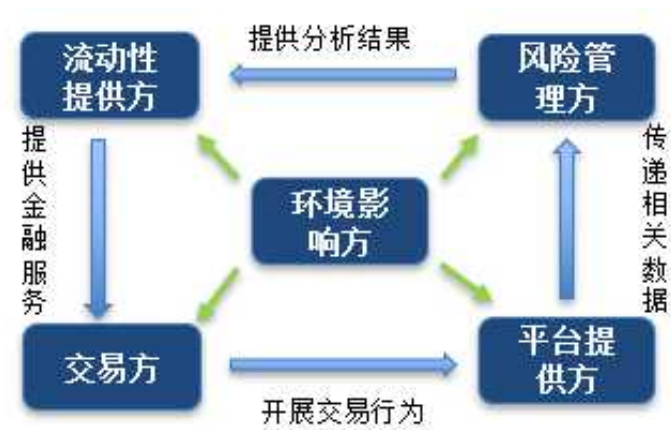 提供分析结果
流动性
提供方
风险管
理方
提供金融服务
传递相关数据
环境影
响方
交易方
平台提
供方
开展交易行为